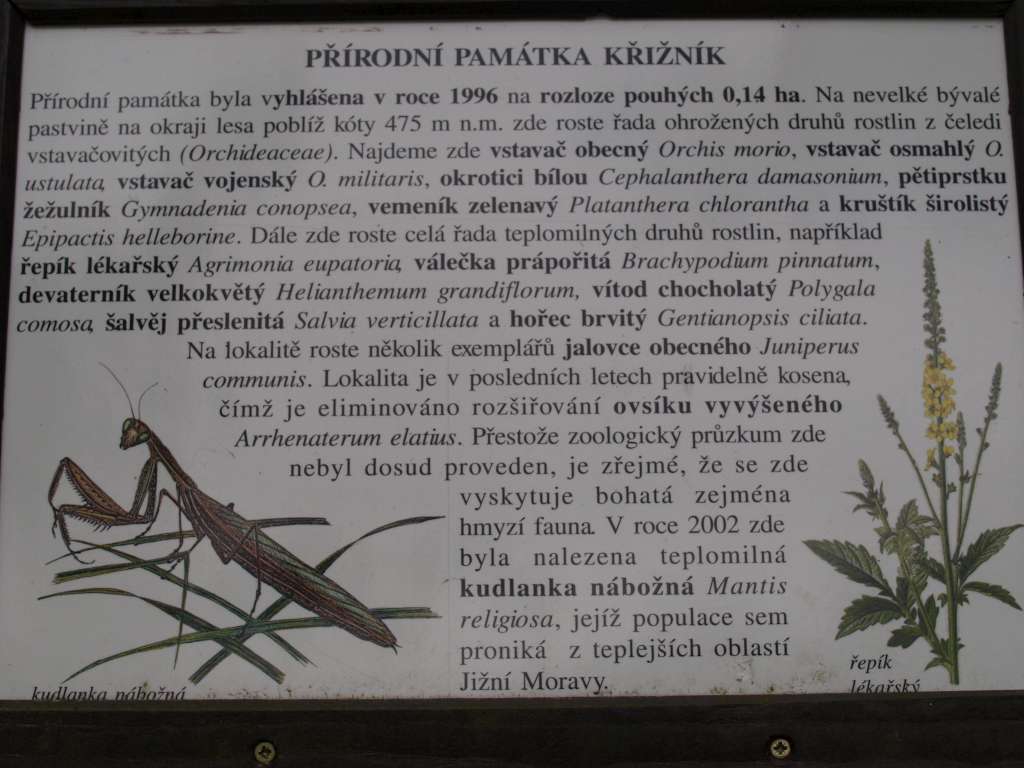 PŘÍRODNÍ PAMÁTKA KŘIŽNÍK
Přírodní památka byla vyhlášena v roce 1996 na rozloze pouhých 0,14 ha. Na nevelké bývalé
pastvině na okraji lesa poblíž kóty 475 m n.m. zde roste řada ohrožených druhů rostlin z čeledi
vstavačovitých (Orchideaceae). Najdeme zde vstavač obecný Orchis morio, vstavač osmahlý O.
ustulata, vstavač vojenský O. militaris, okrotici bílou Cephalanthera damasonium, pětiprstku
žežulník Gymnadenia conopsea, vemeník zelenavý Platanthera chlorantha a kruštík širolistý
Epipactis helleborine. Dále zde roste celá řada teplomilných druhů rostlin, například
řepík lékařský Agrimonia eupatoria, válečka prápořitá Brachypodium pinnatum,
devaterník velkokvětý Helianthemum grandiflorum, vítod chocholatý Polygala
comosa, šalvěj přeslenitá Salvia verticillata a hořec brvitý Gentianopsis ciliata.
Na lokalitě roste několik exemplářů jalovce obecného Juniperus
communis. Lokalita je v posledních letech pravidelně kosena,
čímž je eliminováno rozšiřování ovsíku vyvýšeného
Arrhenaterum elatius. Přestože zoologický průzkum zde
nebyl dosud proveden, je zřejmé, že se zde
vyskytuje bohatá zejména
hmyzí fauna. V roce 2002 zde
byla nalezena teplomilná
kudlanka nábožná Mantis
religiosa, jejíž populace sem
proniká z teplejších oblastí
Jižní Moravy.
kudlanka nábožná
řepík
lékařský